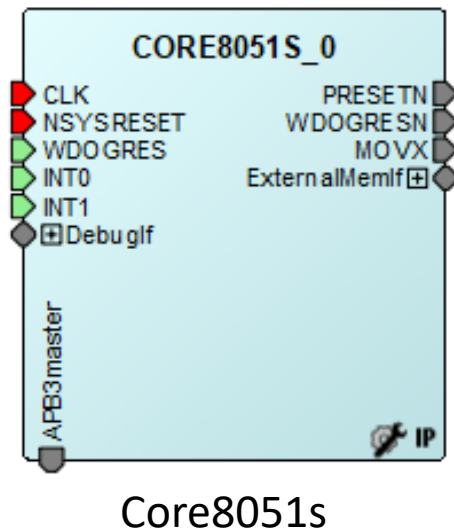 CORE8051S_0
CLK
NSYSRESET
WDOGRES
INT0
INT1
DebugIf
PRESETN
WDOGRESN
MOVX
ExternalMemIf
APB3master
IP
Core8051s